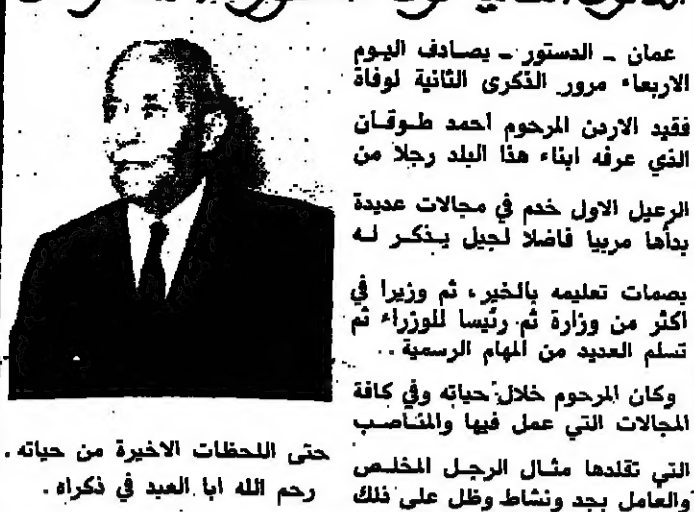 عمان ـ الدستور ـ يصادف اليوم
الاربعاء مرور الذكرى الثانية لوفاة
فقيد الاردن المرحوم احمد طوقان
الذي عرفه ابناء هذا البلد رجلا من
الرعيل الاول خدم في مجالات عديدة
بدأها مربيا فاضلا لجيل يذكر له
بصمات تعليمه بالخير ، ثم وزيرا في
اكثر من وزارة ثم رئيسا للوزراء ثم
تسلم العديد من المهام الرسمية ..
وكان المرحوم خلال حياته وفي كافة
المجالات التي عمل فيها والمناصب
التي تقلدها مثال الرجل المخلص
والعامل بجد ونشاط وظل على ذلك
حتى اللحظات الاخيرة من حياته .
رحم الله ابا العبد في ذكراه .